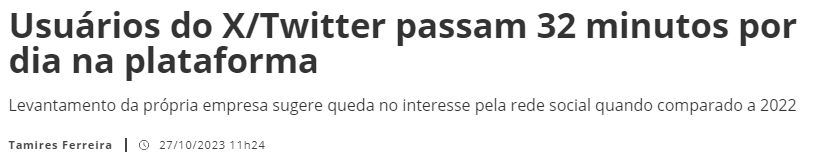 Usuários do X/Twitter passam 32 minutos por
dia na plataforma
Levantamento da própria empresa sugere queda no interesse pela rede social quando comparado a 2022
Tamires Ferreira | 27/10/2023 11h24